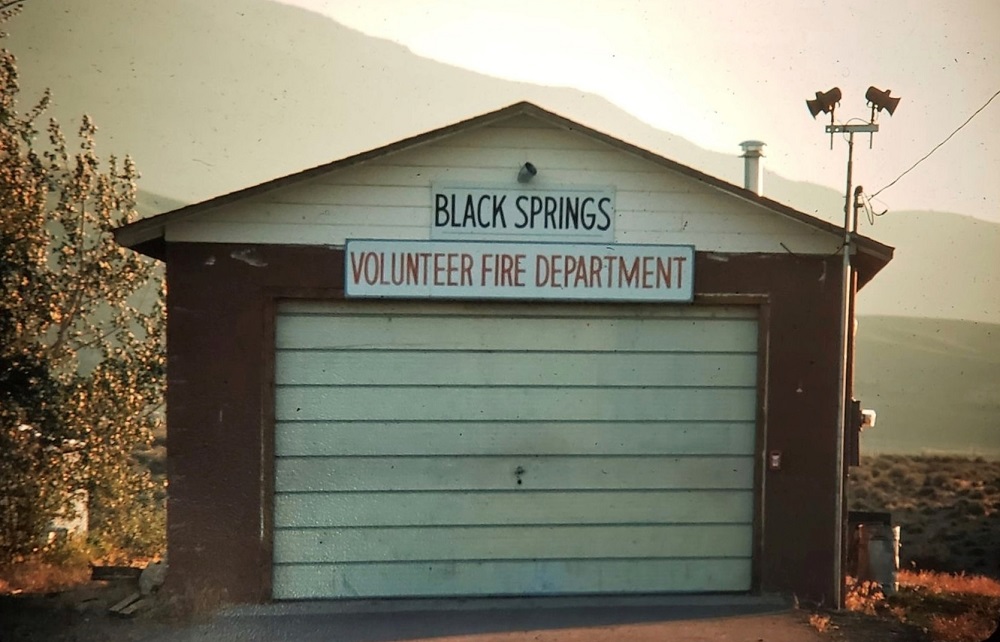 BLACK SPRINGS
VOLUNTEER FIRE DEPARTMENT